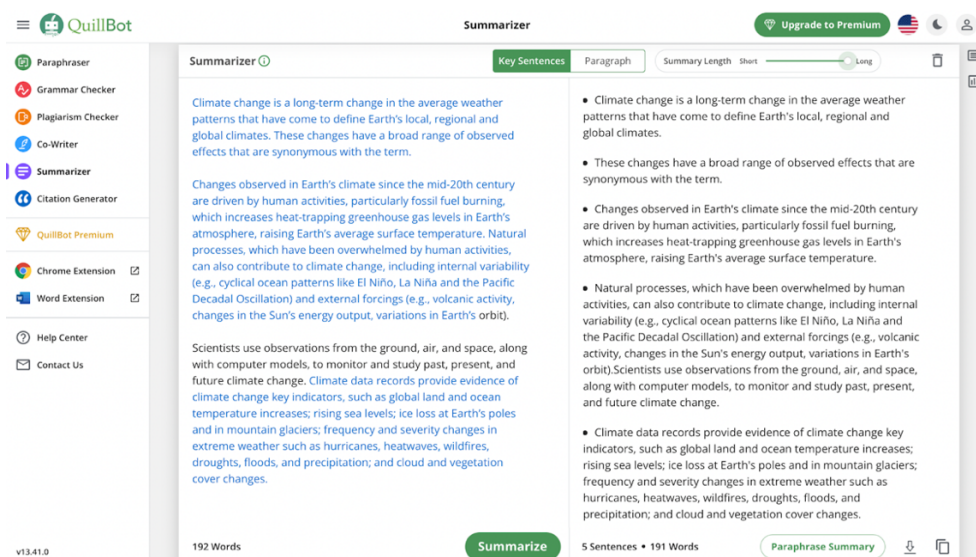 QuillBot
Summarizer
Upgrade to Premium
Paraphraser
Grammar Checker
Plagiarism Checker
Co-Writer
Summarizer
Citation Generator
QuillBot Premium
Chrome Extension
Word Extension
Help Center
Contact Us
v13.41.0
Summarizer
Key Sentences
Paragraph
Summary Length
Short
Long
Climate change is a long-term change in the average weather
patterns that have come to define Earth's local, regional and
global climates. These changes have a broad range of observed
effects that are synonymous with the term.
Changes observed in Earth's climate since the mid-20th century
are driven by human activities, particularly fossil fuel burning,
which increases heat-trapping greenhouse gas levels in Earth's
atmosphere, raising Earth's average surface temperature. Natural
processes, which have been overwhelmed by human activities,
can also contribute to climate change, including internal variability
(e.g., cyclical ocean patterns like El Niño, La Niña and the Pacific
Decadal Oscillation) and external forcings (e.g., volcanic activity,
changes in the Sun's energy output, variations in Earth's orbit).
Scientists use observations from the ground, air, and space, along
with computer models, to monitor and study past, present, and
future climate change. Climate data records provide evidence of
climate change key indicators, such as global land and ocean
temperature increases; rising sea levels; ice loss at Earth's poles
and in mountain glaciers; frequency and severity changes in
extreme weather such as hurricanes, heatwaves, wildfires,
droughts, floods, and precipitation; and cloud and vegetation
cover changes.
192 Words
Summarize
• Climate change is a long-term change in the average weather
patterns that have come to define Earth's local, regional and
global climates.
• These changes have a broad range of observed effects that are
synonymous with the term.
• Changes observed in Earth's climate since the mid-20th century
are driven by human activities, particularly fossil fuel burning,
which increases heat-trapping greenhouse gas levels in Earth's
atmosphere, raising Earth's average surface temperature.
• Natural processes, which have been overwhelmed by human
activities, can also contribute to climate change, including internal
variability (e.g., cyclical ocean patterns like El Niño, La Niña and
the Pacific Decadal Oscillation) and external forcings (e.g., volcanic
activity, changes in the Sun's energy output, variations in Earth's
orbit).Scientists use observations from the ground, air, and space,
along with computer models, to monitor and study past, present,
and future climate change.
• Climate data records provide evidence of climate change key
indicators, such as global land and ocean temperature increases;
rising sea levels; ice loss at Earth's poles and in mountain glaciers;
frequency and severity changes in extreme weather such as
hurricanes, heatwaves, wildfires, droughts, floods, and
precipitation; and cloud and vegetation cover changes.
5 Sentences • 191 Words
Paraphrase Summary